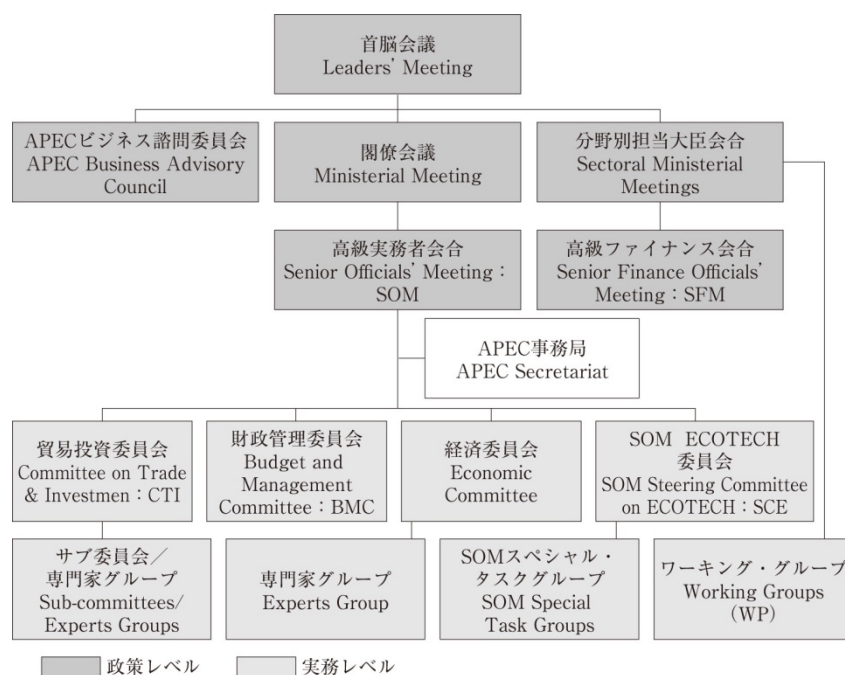 首脳会議
Leaders' Meeting
APECビジネス諮問委員会
APEC Business Advisory
Council
閣僚会議
Ministerial Meeting
分野別担当大臣会合
Sectoral Ministerial
Meetings
高級実務者会合
Senior Officials' Meeting：
SOM
高級ファイナンス会合
Senior Finance Officials'
Meeting：SFM
APEC事務局
APEC Secretariat
貿易投資委員会
Committee on Trade
& Investmen：CTI
財政管理委員会
Budget and
Management
Committee：BMC
経済委員会
Economic
Committee
SOM ECOTECH
委員会
SOM Steering Committee
on ECOTECH：SCE
サブ委員会／
専門家グループ
Sub-committees/
Experts Groups
専門家グループ
Experts Group
SOMスペシャル・
タスクグループ
SOM Special
Task Groups
ワーキング・グループ
Working Groups
（WP）
政策レベル
実務レベル